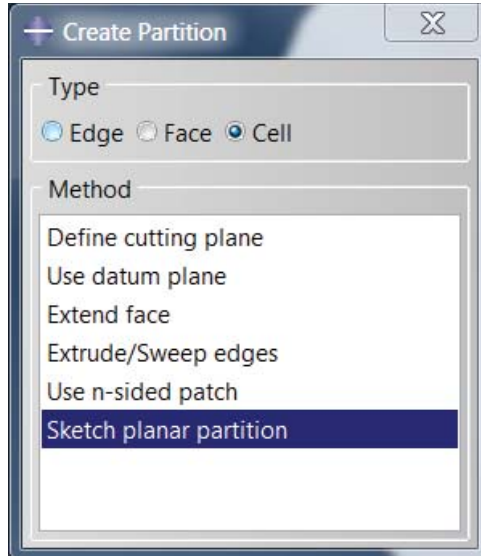 Create Partition
Type
Edge Face Cell
Method
Define cutting plane
Use datum plane
Extend face
Extrude/Sweep edges
Use n-sided patch
Sketch planar partition